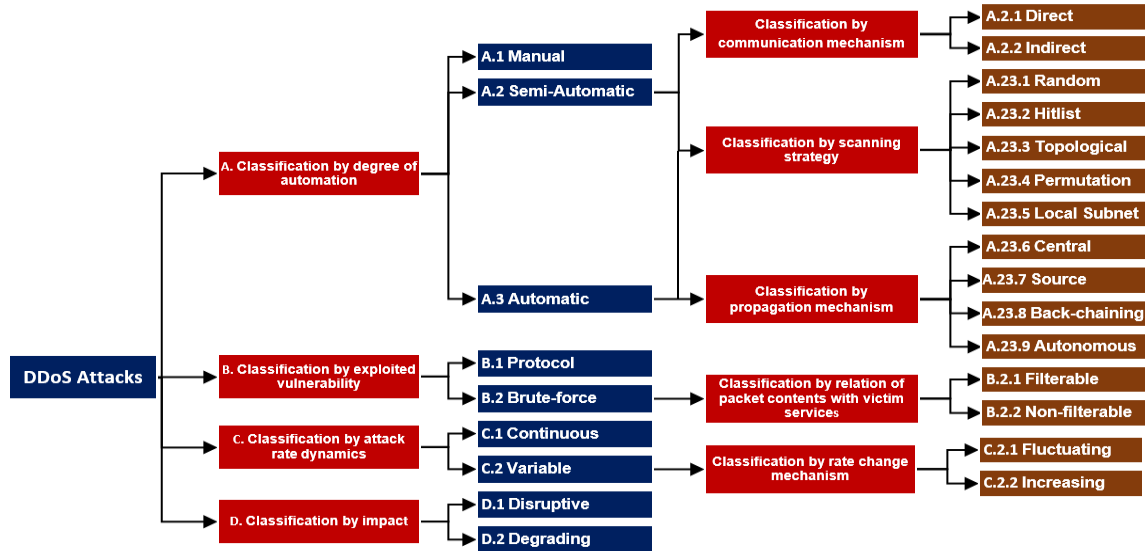 DDoS Attacks
A. Classification by degree of
automation
B. Classification by exploited
vulnerability
C. Classification by attack
rate dynamics
D. Classification by impact
A.1 Manual
A.2 Semi-Automatic
A.3 Automatic
B.1 Protocol
B.2 Brute-force
C.1 Continuous
C.2 Variable
D.1 Disruptive
D.2 Degrading
Classification by
communication mechanism
Classification by scanning
strategy
Classification by
propagation mechanism
Classification by relation of
packet contents with victim
services
Classification by rate change
mechanism
A.2.1 Direct
A.2.2 Indirect
A.23.1 Random
A.23.2 Hitlist
A.23.3 Topological
A.23.4 Permutation
A.23.5 Local Subnet
A.23.6 Central
A.23.7 Source
A.23.8 Back-chaining
A.23.9 Autonomous
B.2.1 Filterable
B.2.2 Non-filterable
C.2.1 Fluctuating
C.2.2 Increasing